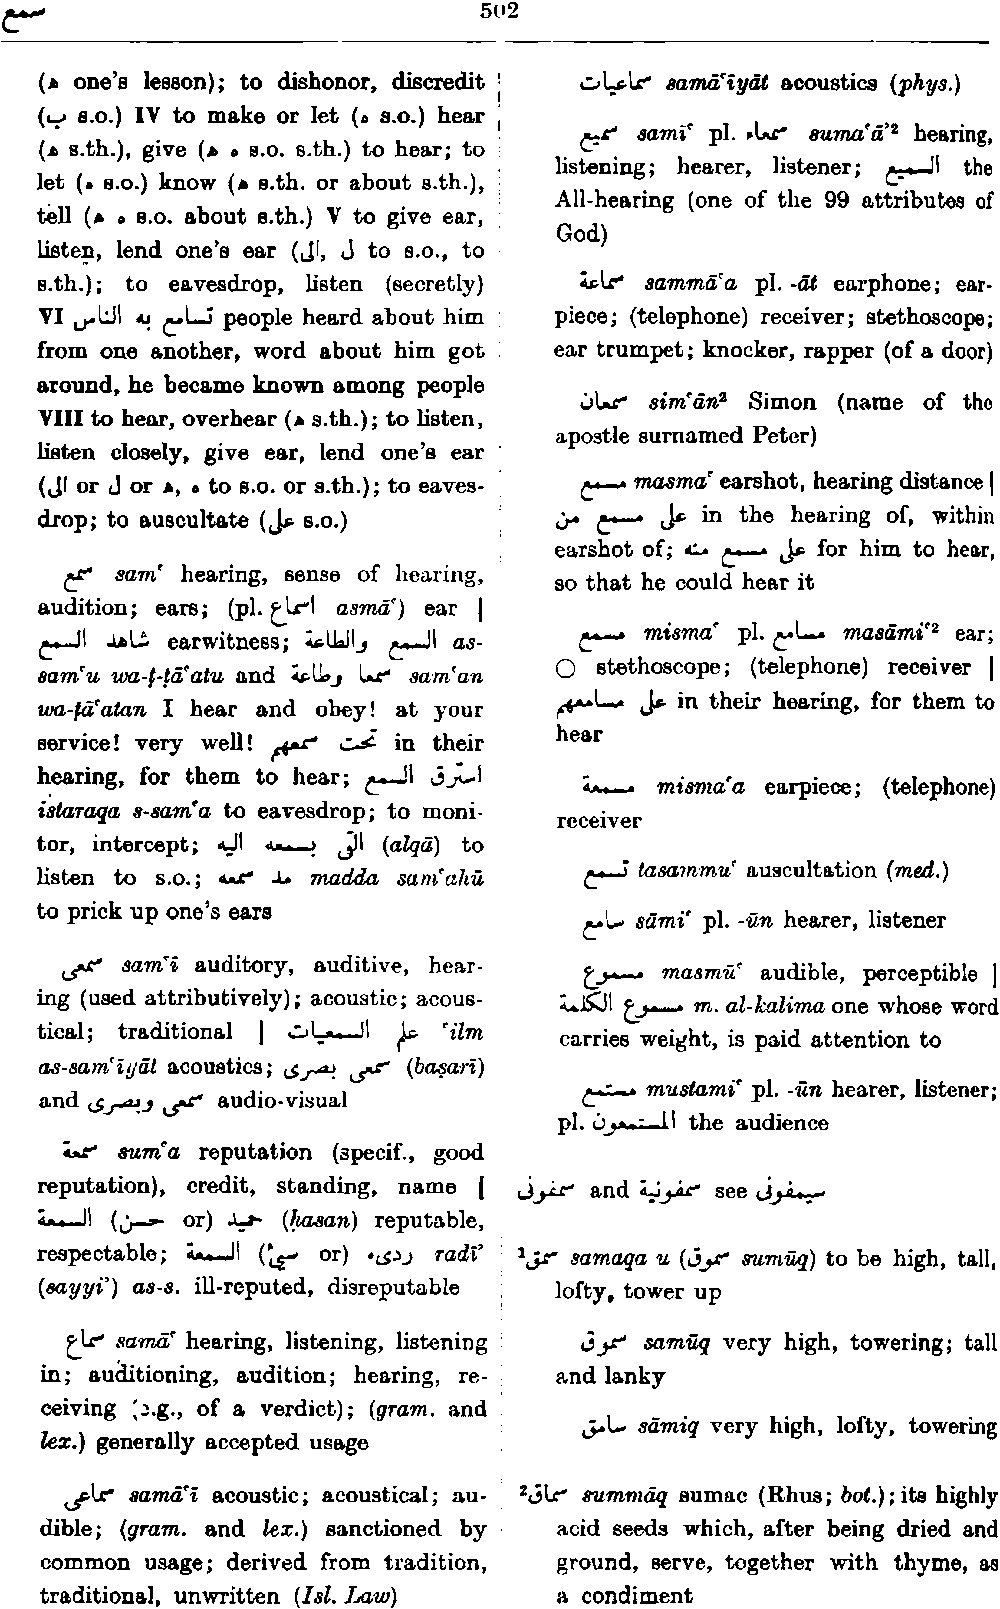 سمع
502
(ﻫ one's lesson); to dishonor, discredit
(ب s.o.) IV to make or let (ه s.o.) hear
(ﻫ s.th.), give (ﻫ ه s.o. s.th.) to hear; to
let (ه s.o.) know (ﻫ s.th. or about s.th.),
tell (ﻫ ه s.o. about s.th.) V to give ear,
listen, lend one's ear (ل ,الى to s.o., to
s.th.); to eavesdrop, listen (secretly)
VI تسامع به الناس people heard about him
from one another, word about him got
around, he became known among people
VIII to hear, overhear (ﻫ s.th.); to listen,
listen closely, give ear, lend one's ear
(الى or ل or ﻫ, ه to s.o. or s.th.); to eaves-
drop; to auscultate (على s.o.)
سمع samʿ hearing, sense of hearing,
audition; ears; (pl. اسماع asmāʿ) ear |
شاهد السمع earwitness; السمع والطاعة as-
samʿu wa-ṭ-ṭāʿatu and سمعا وطاعة samʿan
wa-ṭāʿatan I hear and obey! at your
service! very well! تحت سمعهم in their
hearing, for them to hear; استرق السمع
istaraqa s-samʿa to eavesdrop; to moni-
tor, intercept; القى بسمعه اليه (alqā) to
listen to s.o.; مد سمعه madda samʿahū
to prick up one's ears
سمعى samʿī auditory, auditive, hear-
ing (used attributively); acoustic; acous-
tical; traditional | علم السمعيات ʿilm
as-samʿīyāt acoustics; سمعى بصرى (baṣarī)
and سمعى وبصرى audio-visual
سمعة sumʿa reputation (specif., good
reputation), credit, standing, name |
حميد (or حسن) السمعة (ḥasan) reputable,
respectable; ردىء (or سيئ) السمعة radīʾ
(sayyiʾ) as-s. ill-reputed, disreputable
سماع samāʿ hearing, listening, listening
in; auditioning, audition; hearing, re-
ceiving (e.g., of a verdict); (gram. and
lex.) generally accepted usage
سماعى samāʿī acoustic; acoustical; au-
dible; (gram. and lex.) sanctioned by
common usage; derived from tradition,
traditional, unwritten (Isl. Law)
سماعيات samāʿīyāt acoustics (phys.)
سميع samīʿ pl. سمعاء sumaʿāʾ² hearing,
listening; hearer, listener; السميع the
All-hearing (one of the 99 attributes of
God)
سماعة sammāʿa pl. -āt earphone; ear-
piece; (telephone) receiver; stethoscope;
ear trumpet; knocker, rapper (of a door)
سمعان simʿān² Simon (name of the
apostle surnamed Peter)
مسمع masmaʿ earshot, hearing distance |
على مسمع من in the hearing of, within
earshot of; على مسمع منه for him to hear,
so that he could hear it
مسمع mismaʿ pl. مسامع masāmiʿ² ear;
○ stethoscope; (telephone) receiver |
على مسامعهم in their hearing, for them to
hear
مسمعة mismaʿa earpiece; (telephone)
receiver
تسمع tasammuʿ auscultation (med.)
سامع sāmiʿ pl. -ūn hearer, listener
مسموع masmūʿ audible, perceptible |
مسموع الكلمة m. al-kalima one whose word
carries weight, is paid attention to
مستمع mustamiʿ pl. -ūn hearer, listener;
pl. المستمعون the audience
سمفونى and سمفونية see سيمفونى
¹سمق samaqa u (سموق sumūq) to be high, tall,
lofty, tower up
سموق samūq very high, towering; tall
and lanky
سامق sāmiq very high, lofty, towering
²سماق summāq sumac (Rhus; bot.); its highly
acid seeds which, after being dried and
ground, serve, together with thyme, as
a condiment